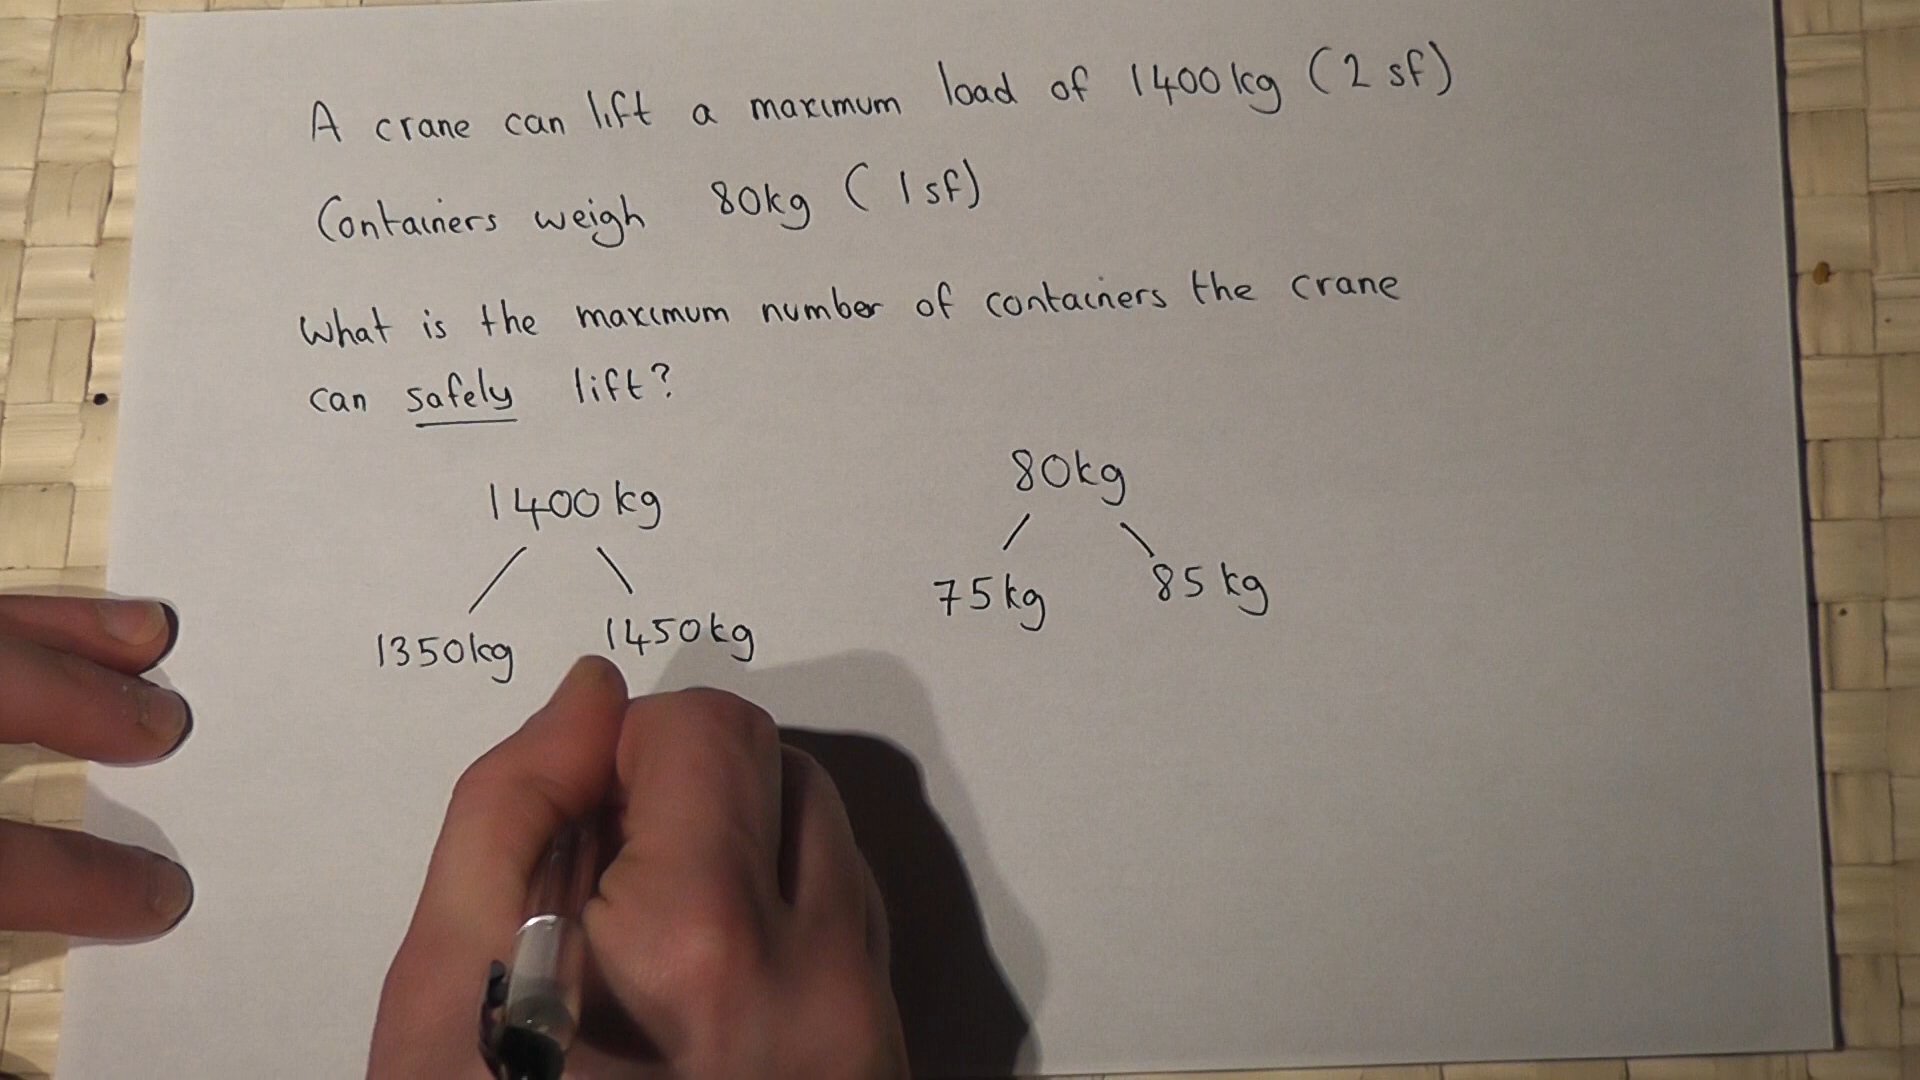 A crane can lift a maximum load of 1400kg (2 sf)
Containers weigh 80kg (1 sf)
What is the maximum number of containers the crane
can safely lift?
1400kg
80kg
1350kg
1450kg
75kg
85kg